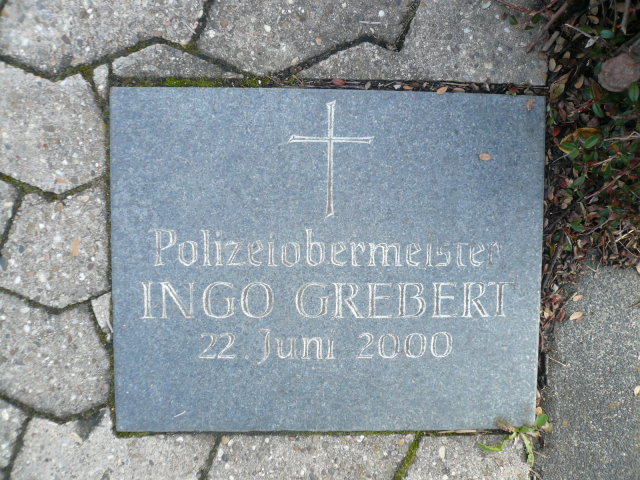 Polizeiobermeister
INGO GREBERT
22. Juni 2000